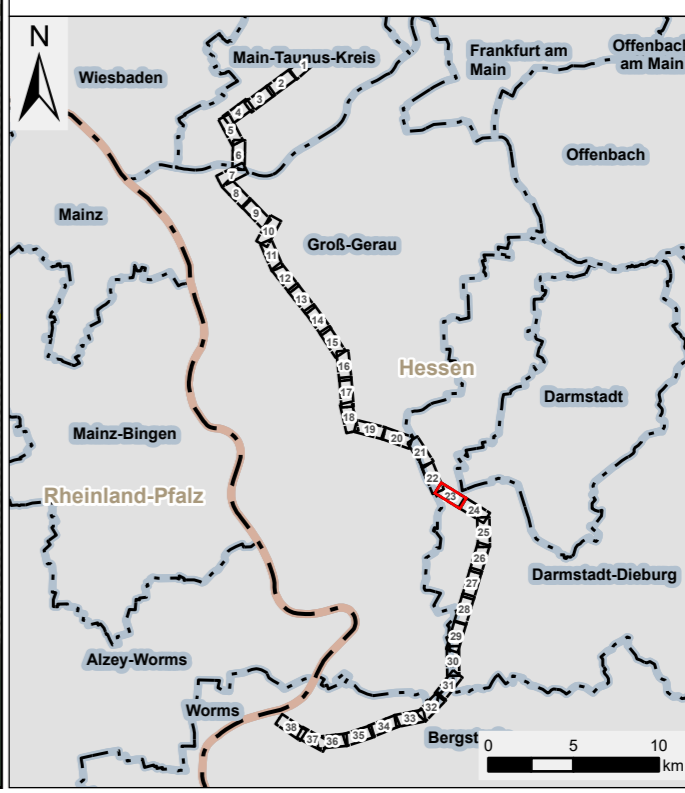 N
Wiesbaden
Main-Taunus-Kreis
Frankfurt am
Main
Offenbach
am Main
Offenbach
Mainz
Groß-Gerau
Hessen
Darmstadt
Mainz-Bingen
Rheinland-Pfalz
Darmstadt-Dieburg
Alzey-Worms
Worms
Bergst
1
2
3
4
5
6
7
8
9
10
11
12
13
14
15
16
17
18
19
20
21
22
23
24
25
26
27
28
29
30
31
32
33
34
35
36
37
38
0 5 10
km